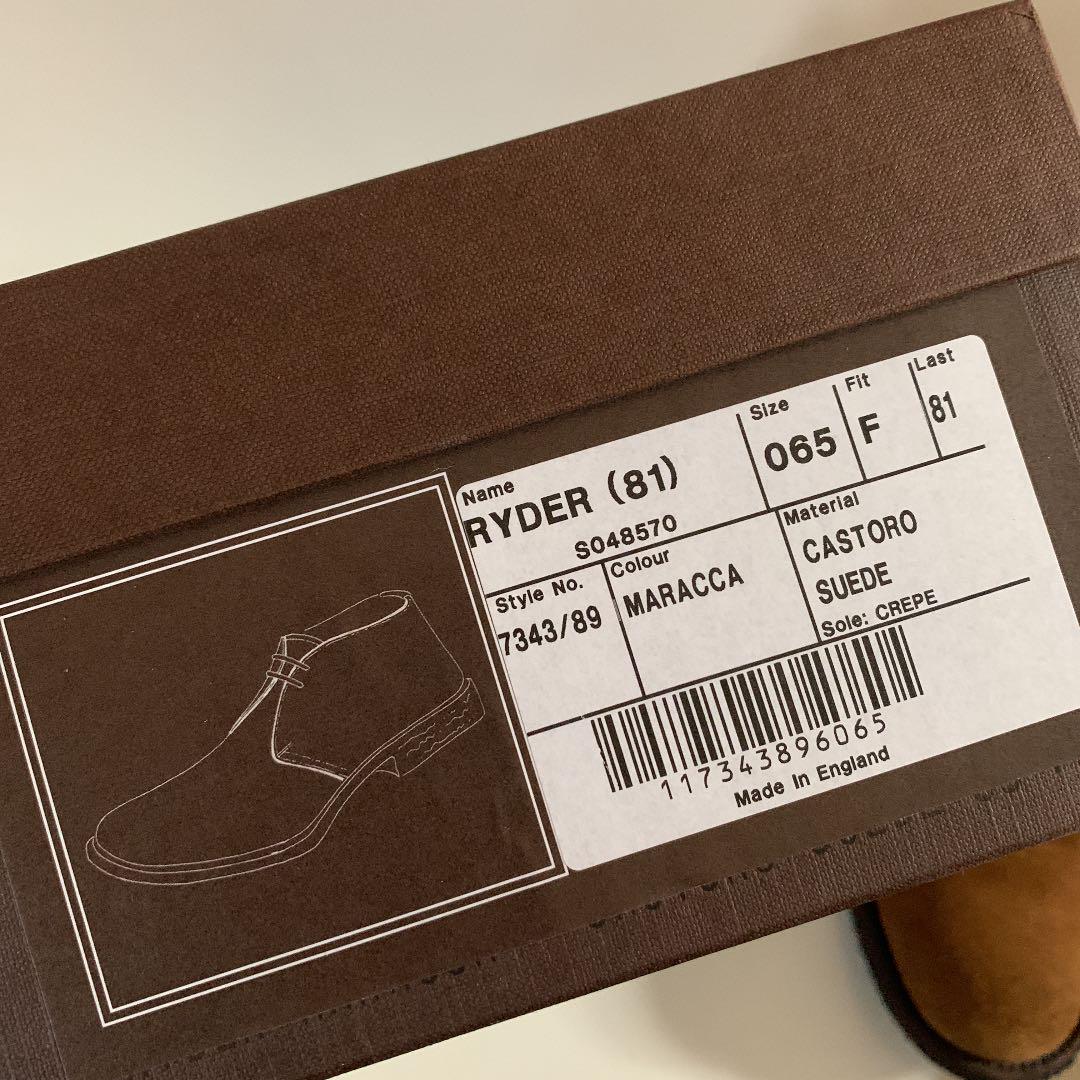 Name
RYDER (81)
S048570
Size
065
Fit
F
Last
81
Style No.
7343/89
Colour
MARACCA
Material
CASTORO
SUEDE
Sole: CREPE
117343896065
Made In England